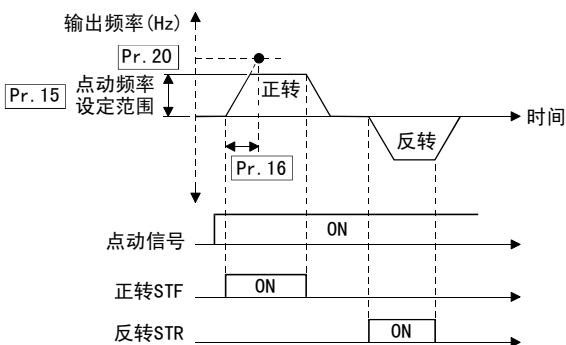 输出频率(Hz)
Pr.20
Pr.15
点动频率
设定范围
正转
时间
反转
Pr.16
点动信号
ON
正转STF
ON
反转STR
ON